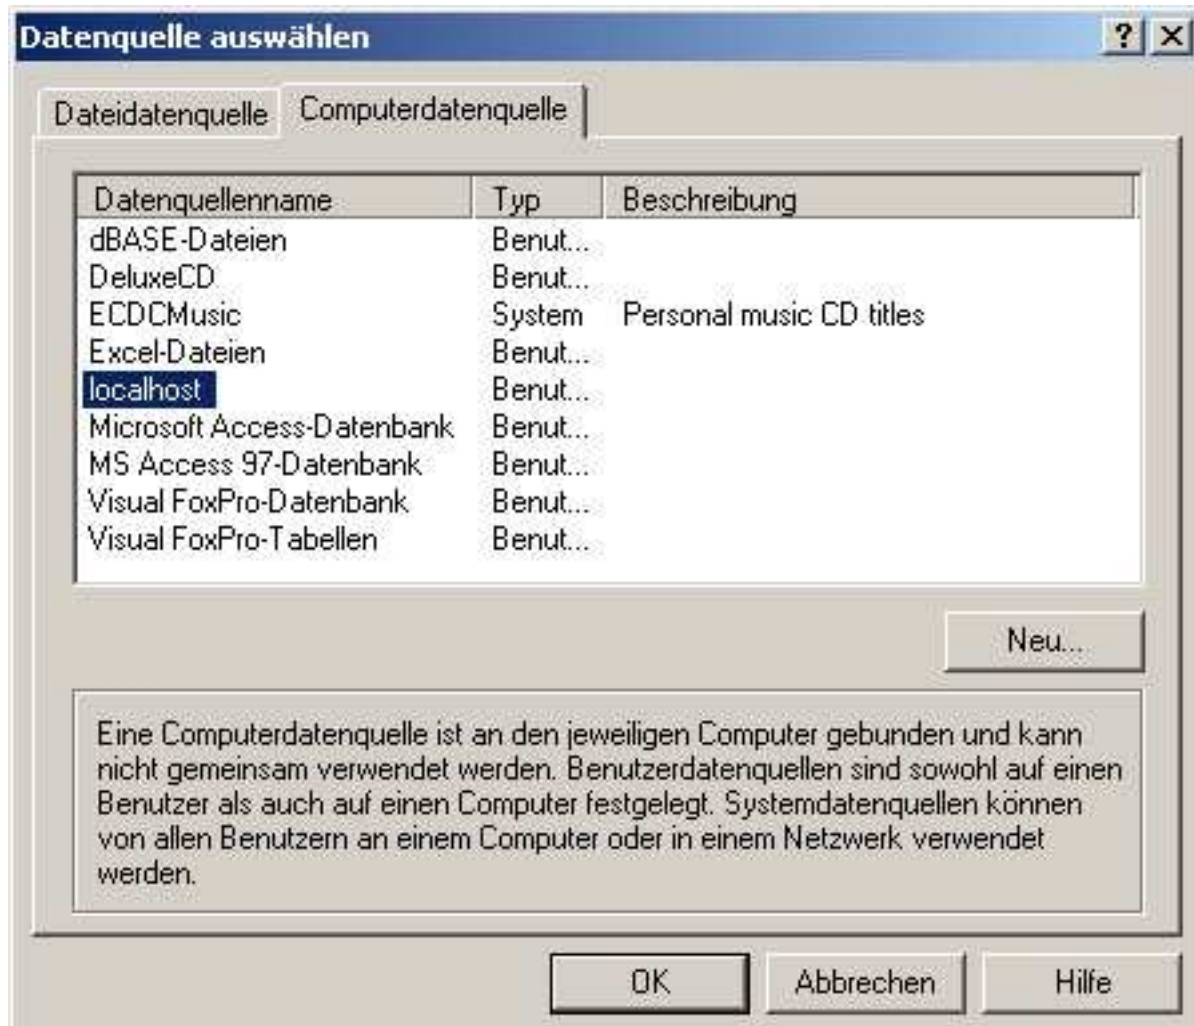 Datenquelle auswählen
Dateidatenquelle Computerdatenquelle
Datenquellenname Typ Beschreibung
dBASE-Dateien Benut...
DeluxeCD Benut...
ECDCMusic System Personal music CD titles
Excel-Dateien Benut...
localhost Benut...
Microsoft Access-Datenbank Benut...
MS Access 97-Datenbank Benut...
Visual FoxPro-Datenbank Benut...
Visual FoxPro-Tabellen Benut...
Neu...
Eine Computerdatenquelle ist an den jeweiligen Computer gebunden und kann
nicht gemeinsam verwendet werden. Benutzerdatenquellen sind sowohl auf einen
Benutzer als auch auf einen Computer festgelegt. Systemdatenquellen können
von allen Benutzern an einem Computer oder in einem Netzwerk verwendet
werden.
OK Abbrechen Hilfe